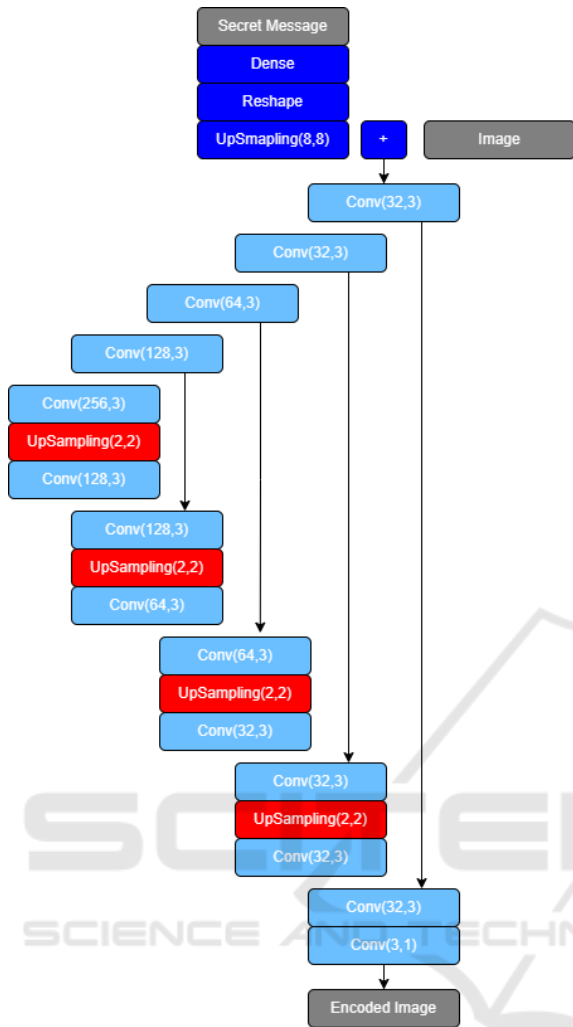 Secret Message
Dense
Reshape
UpSmapling(8,8)
+
Image
Conv(32,3)
Conv(32,3)
Conv(64,3)
Conv(128,3)
Conv(256,3)
UpSampling(2,2)
Conv(128,3)
Conv(128,3)
UpSampling(2,2)
Conv(64,3)
Conv(64,3)
UpSampling(2,2)
Conv(32,3)
Conv(32,3)
UpSampling(2,2)
Conv(32,3)
Conv(32,3)
Conv(3,1)
Encoded Image
SCITE
SCIENCE AND TECHN